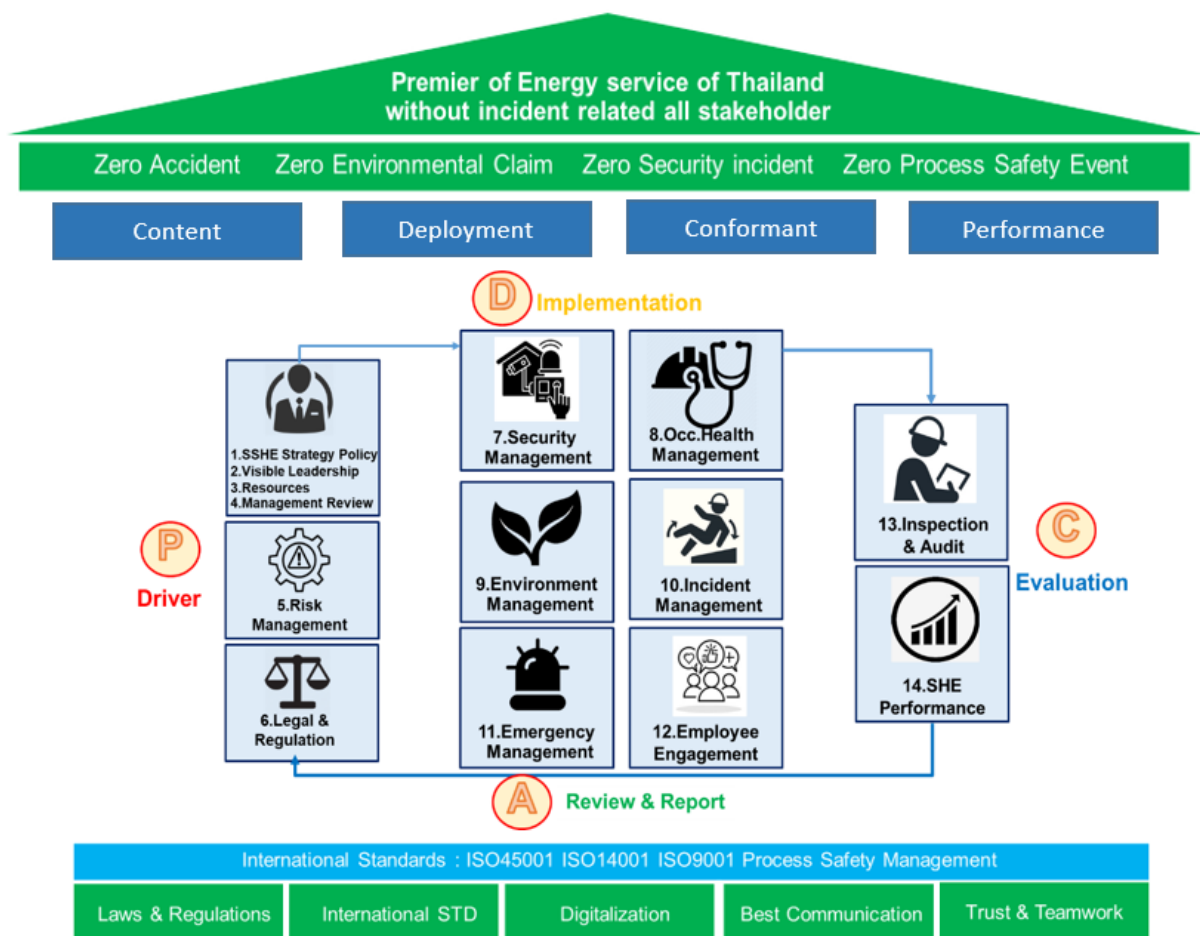 Premier of Energy service of Thailand
without incident related all stakeholder
Zero Accident Zero Environmental Claim Zero Security incident Zero Process Safety Event
Content
Deployment
Conformant
Performance
D
Implementation
1.SSHE Strategy Policy
2.Visible Leadership
3.Resources
4.Management Review
P
Driver
5.Risk
Management
6.Legal &
Regulation
7.Security
Management
8.Occ.Health
Management
9.Environment
Management
10.Incident
Management
11.Emergency
Management
12.Employee
Engagement
13.Inspection
& Audit
C
Evaluation
14.SHE
Performance
A
Review & Report
International Standards : ISO45001 ISO14001 ISO9001 Process Safety Management
Laws & Regulations
International STD
Digitalization
Best Communication
Trust & Teamwork